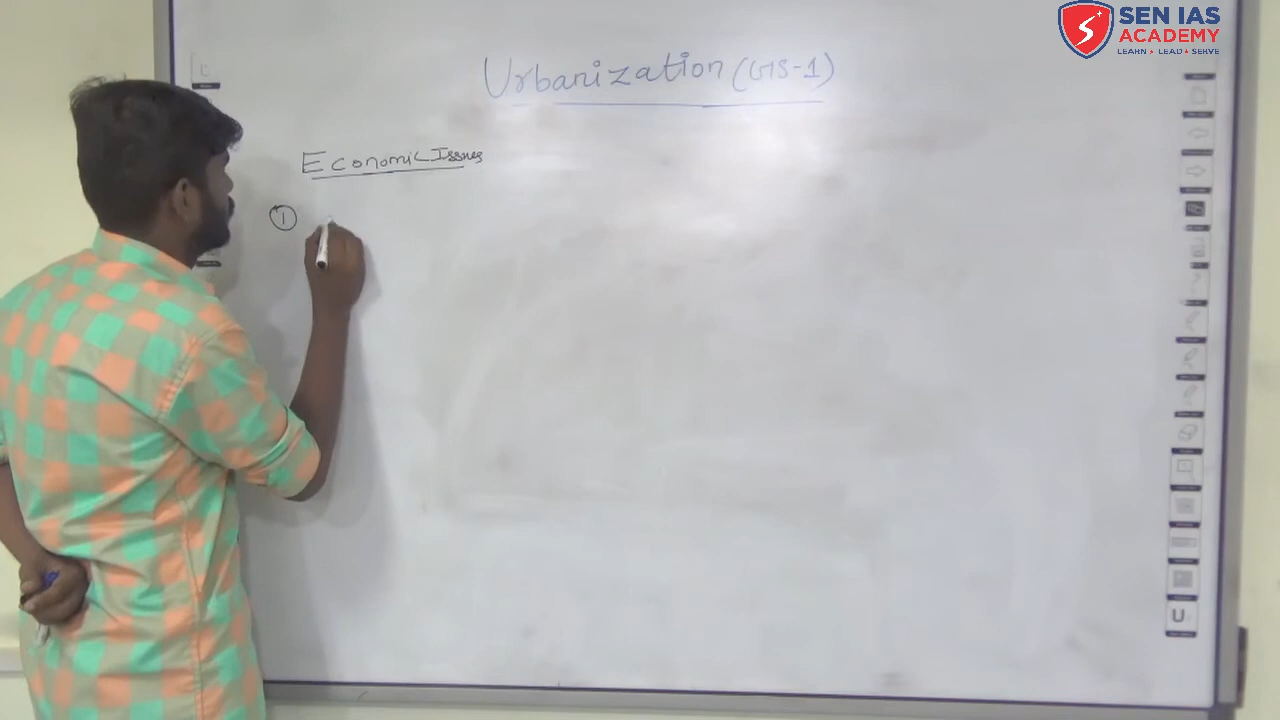 SEN IAS
ACADEMY
LEARN ★ LEAD ★ SERVE
Urbanization (GS-1)
Economic Issues
①
U